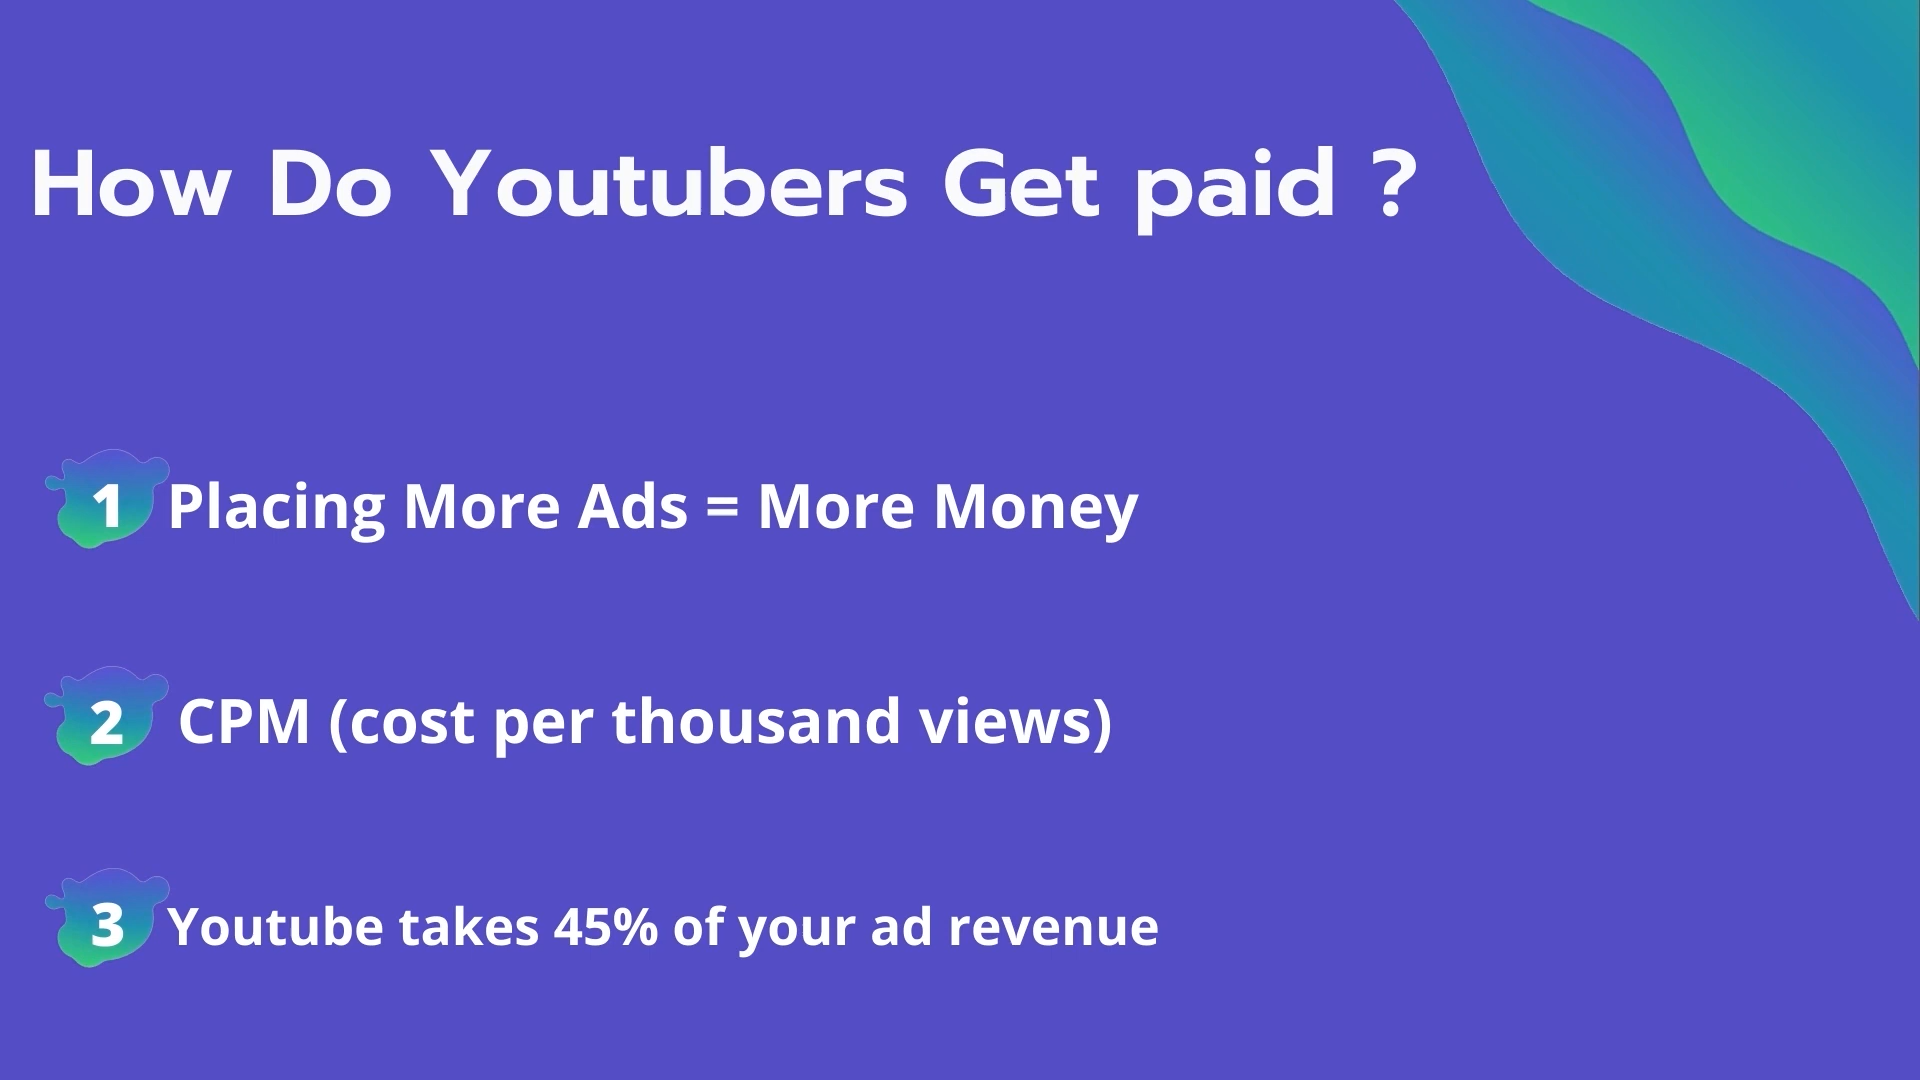 How Do Youtubers Get paid ?
1 Placing More Ads = More Money
2 CPM (cost per thousand views)
3 Youtube takes 45% of your ad revenue